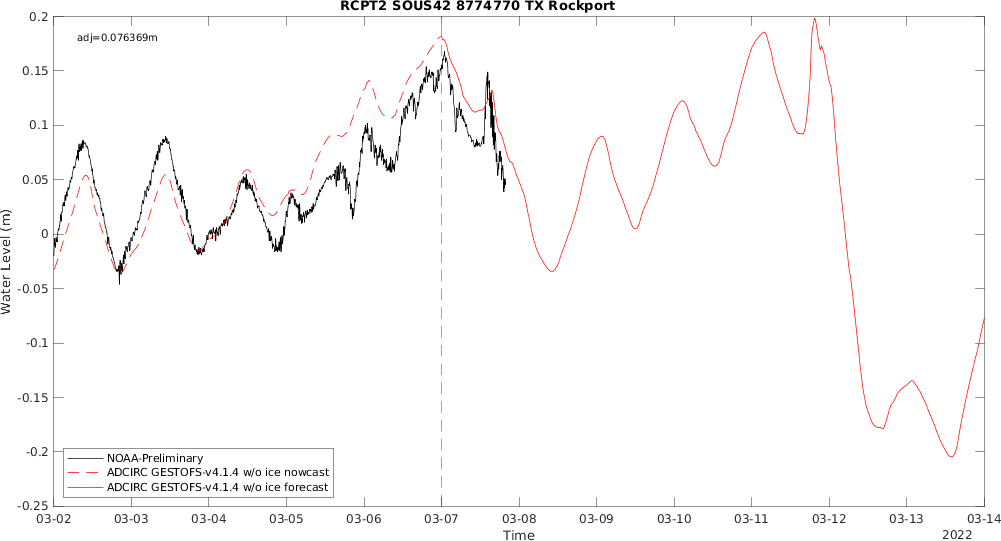 RCPT2 SOUS42 8774770 TX Rockport
adj=0.076369m
0.2
0.15
0.1
0.05
0
-0.05
-0.1
-0.15
-0.2
-0.25
Water Level (m)
NOAA-Preliminary
ADCIRC GESTOFS-v4.1.4 w/o ice nowcast
ADCIRC GESTOFS-v4.1.4 w/o ice forecast
03-02 03-03 03-04 03-05 03-06 03-07 03-08 03-09 03-10 03-11 03-12 03-13 03-14
Time
2022